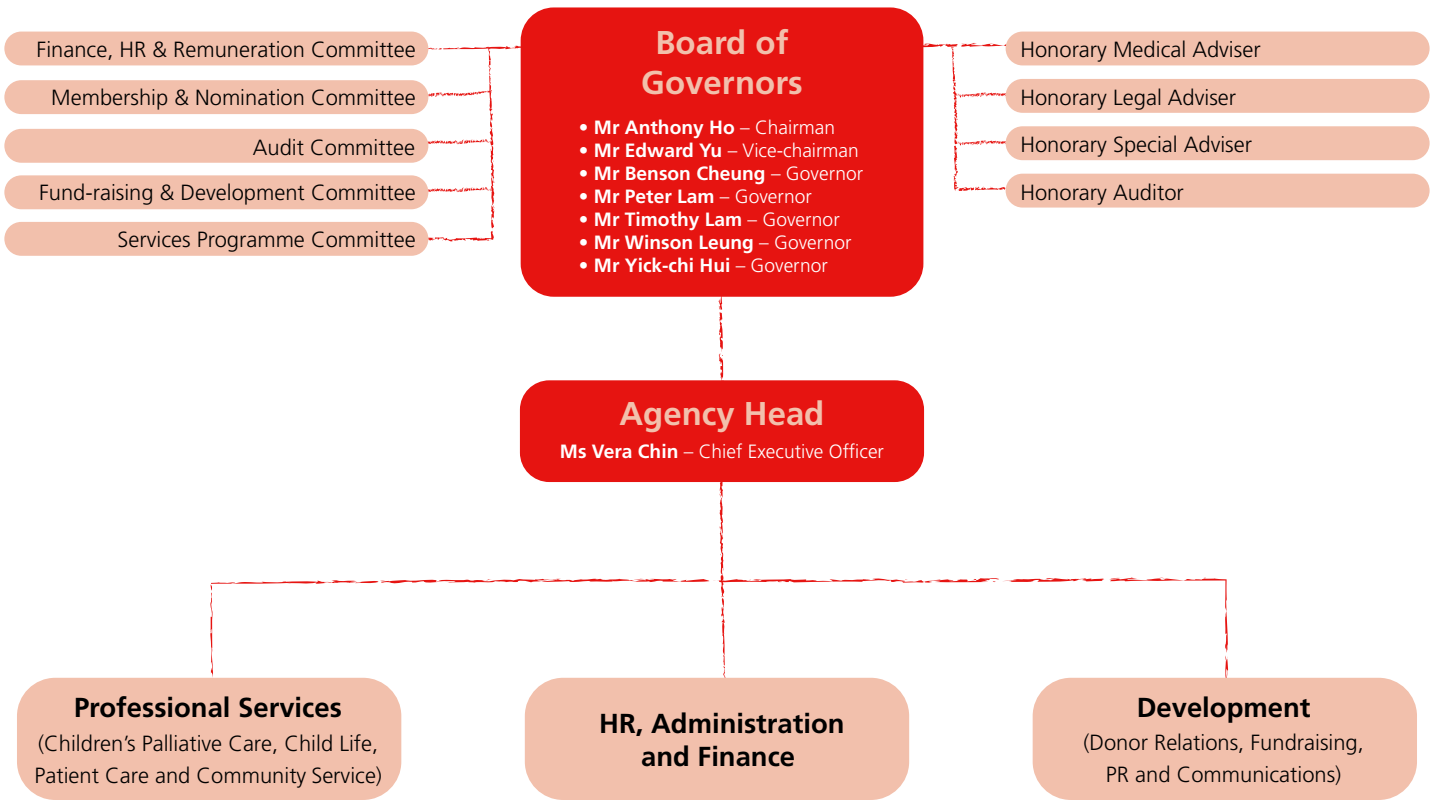 Finance, HR & Remuneration Committee
Membership & Nomination Committee
Audit Committee
Fund-raising & Development Committee
Services Programme Committee
Board of
Governors
• Mr Anthony Ho – Chairman
• Mr Edward Yu – Vice-chairman
• Mr Benson Cheung – Governor
• Mr Peter Lam – Governor
• Mr Timothy Lam – Governor
• Mr Winson Leung – Governor
• Mr Yick-chi Hui – Governor
Honorary Medical Adviser
Honorary Legal Adviser
Honorary Special Adviser
Honorary Auditor
Agency Head
Ms Vera Chin – Chief Executive Officer
Professional Services
(Children’s Palliative Care, Child Life,
Patient Care and Community Service)
HR, Administration
and Finance
Development
(Donor Relations, Fundraising,
PR and Communications)